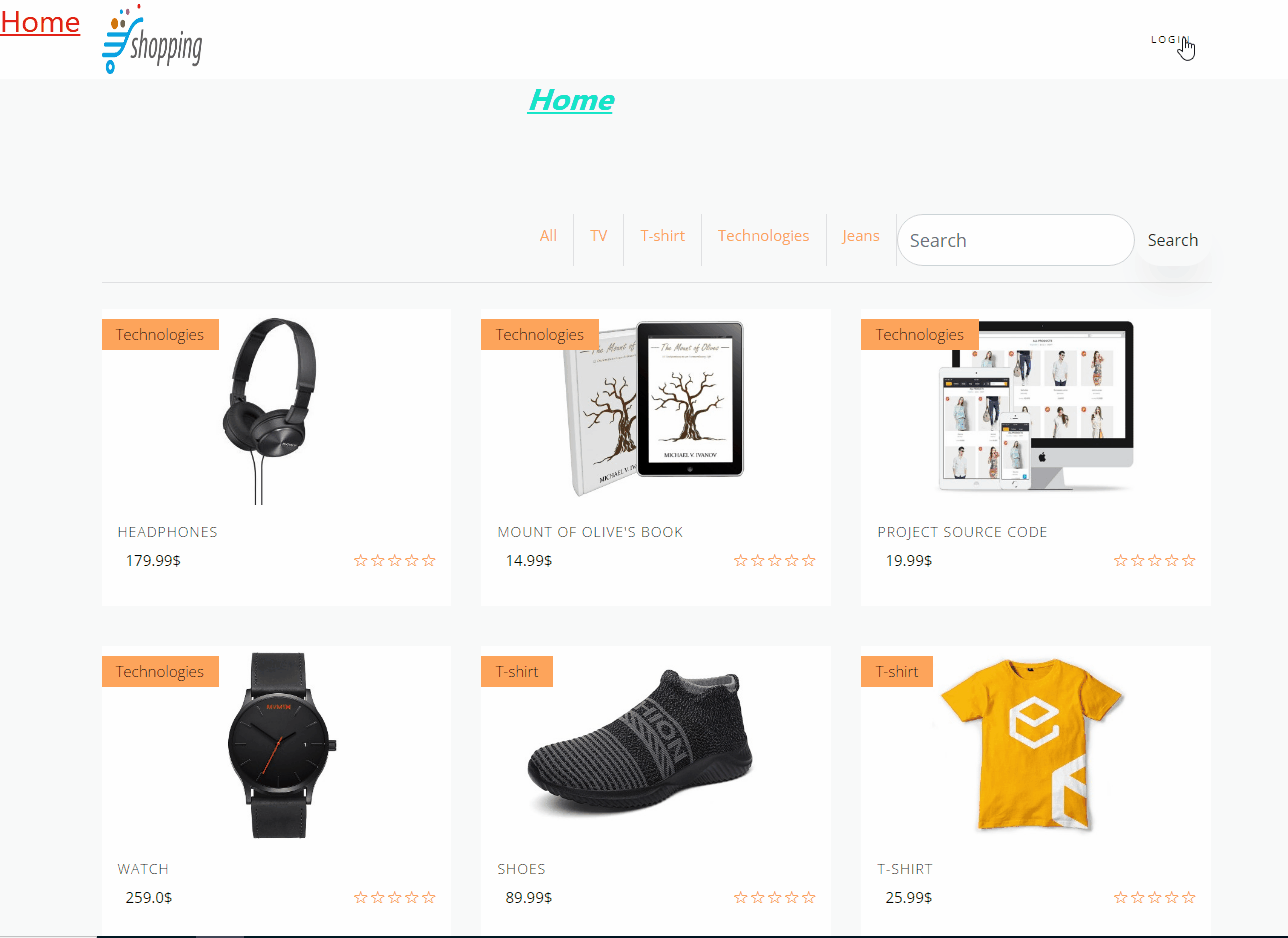 Home
shopping
LOGIN
Home
All
TV
T-shirt
Technologies
Jeans
Search
Search
Technologies
Technologies
Technologies
The Mount of Olives
MICHAEL V. IVANOV
HEADPHONES
MOUNT OF OLIVE'S BOOK
PROJECT SOURCE CODE
179.99$
14.99$
19.99$
Technologies
T-shirt
T-shirt
WATCH
SHOES
T-SHIRT
259.0$
89.99$
25.99$